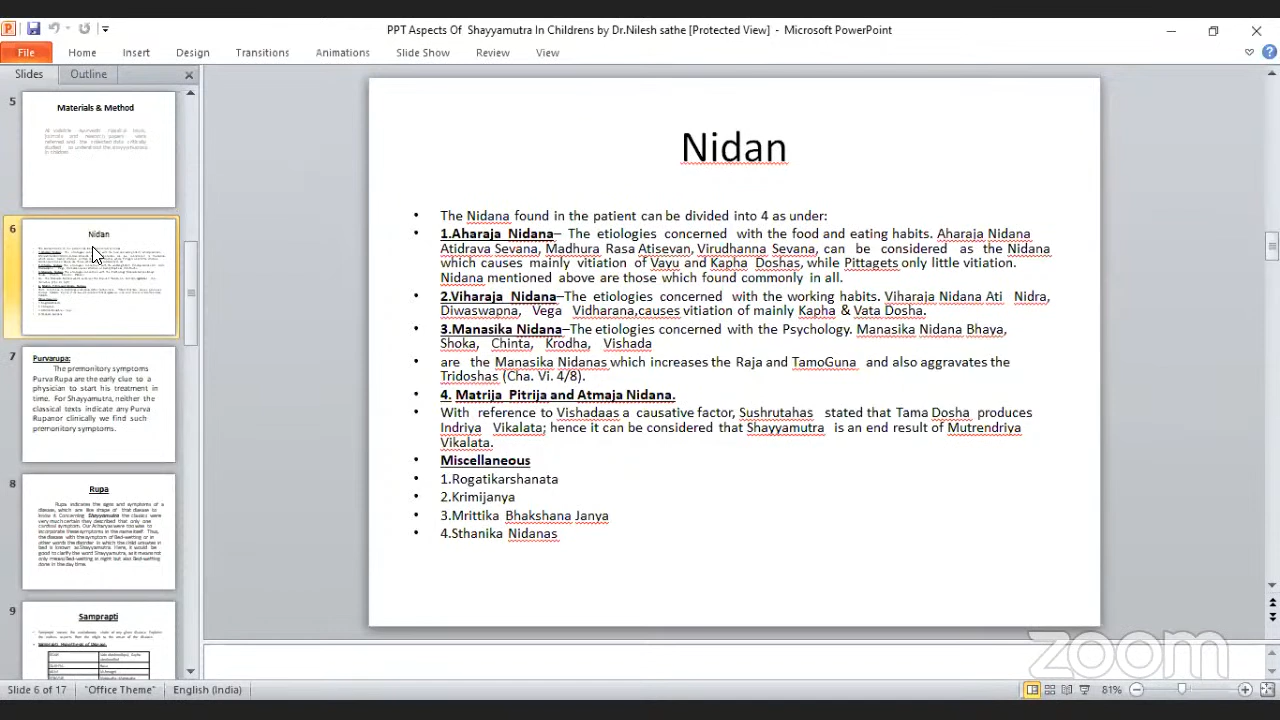 PPT Aspects Of Shayyamutra In Childrens by Dr.Nilesh sathe [Protected View] - Microsoft PowerPoint
File Home Insert Design Transitions Animations Slide Show Review View
Slides Outline
5
Materials & Method
6
Nidan
7
Purvarupa:
The premonitory symptoms
Purva Rupa are the early clue to a
physician to start his treatment in
time. For Shayyamutra, neither the
classical texts indicate any Purva
Rupanor clinically we find such
premonitory symptoms.
8
Rupa
9
Samprapti
Nidan
• The Nidana found in the patient can be divided into 4 as under:
• 1.Aharaja Nidana– The etiologies concerned with the food and eating habits. Aharaja Nidana
Atidrava Sevana, Madhura Rasa Atisevan, Virudhanna Sevana, can be considered as the Nidana
which causes mainly vitiation of Vayu and Kapha Doshas, while Pittagets only little vitiation.
Nidana mentioned above are those which found commonly in all.
• 2.Viharaja Nidana–The etiologies concerned with the working habits. Viharaja Nidana Ati Nidra,
Diwaswapna, Vega Vidharana,causes vitiation of mainly Kapha & Vata Dosha.
• 3.Manasika Nidana–The etiologies concerned with the Psychology. Manasika Nidana Bhaya,
Shoka, Chinta, Krodha, Vishada
• are the Manasika Nidanas which increases the Raja and TamoGuna and also aggravates the
Tridoshas (Cha. Vi. 4/8).
• 4. Matrija Pitrija and Atmaja Nidana.
• With reference to Vishadaas a causative factor, Sushrutahas stated that Tama Dosha produces
Indriya Vikalata; hence it can be considered that Shayyamutra is an end result of Mutrendriya
Vikalata.
• Miscellaneous
• 1.Rogatikarshanata
• 2.Krimijanya
• 3.Mrittika Bhakshana Janya
• 4.Sthanika Nidanas
zoom
Slide 6 of 17 "Office Theme" English (India) 81%